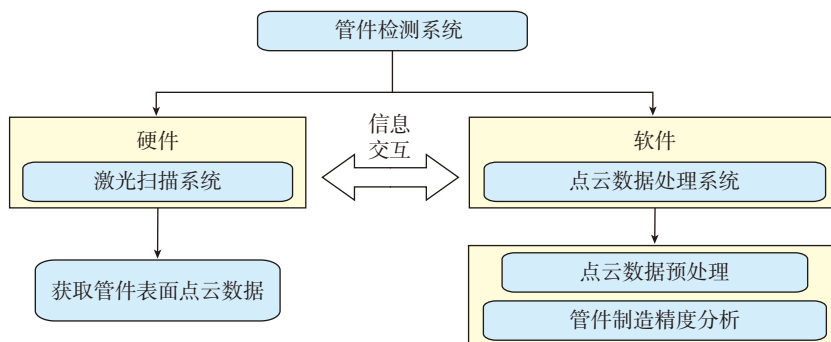 管件检测系统
硬件
激光扫描系统
信息
交互
软件
点云数据处理系统
获取管件表面点云数据
点云数据预处理
管件制造精度分析